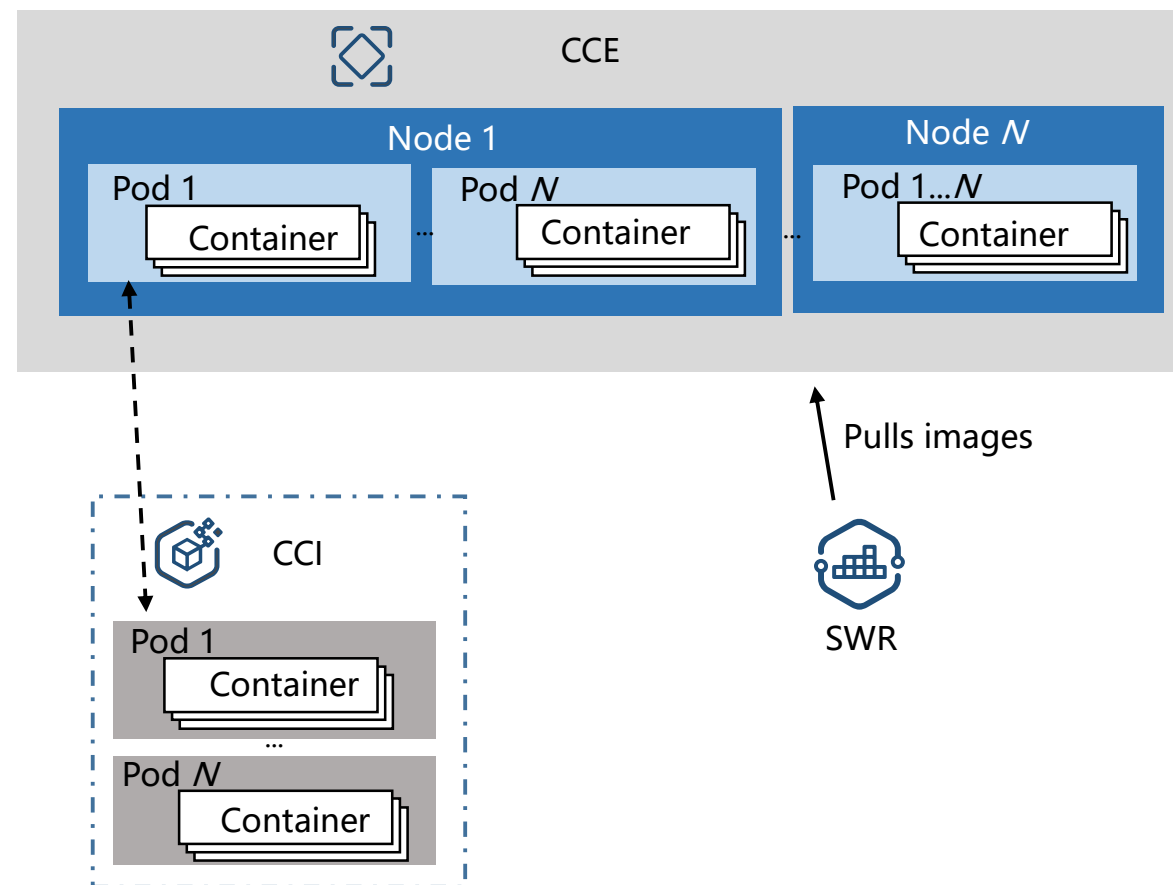 CCE
Node 1
Node N
Pod 1
Container
...
Pod N
Container
...
Pod 1...N
Container
Pulls images
CCI
SWR
Pod 1
Container
...
Pod N
Container